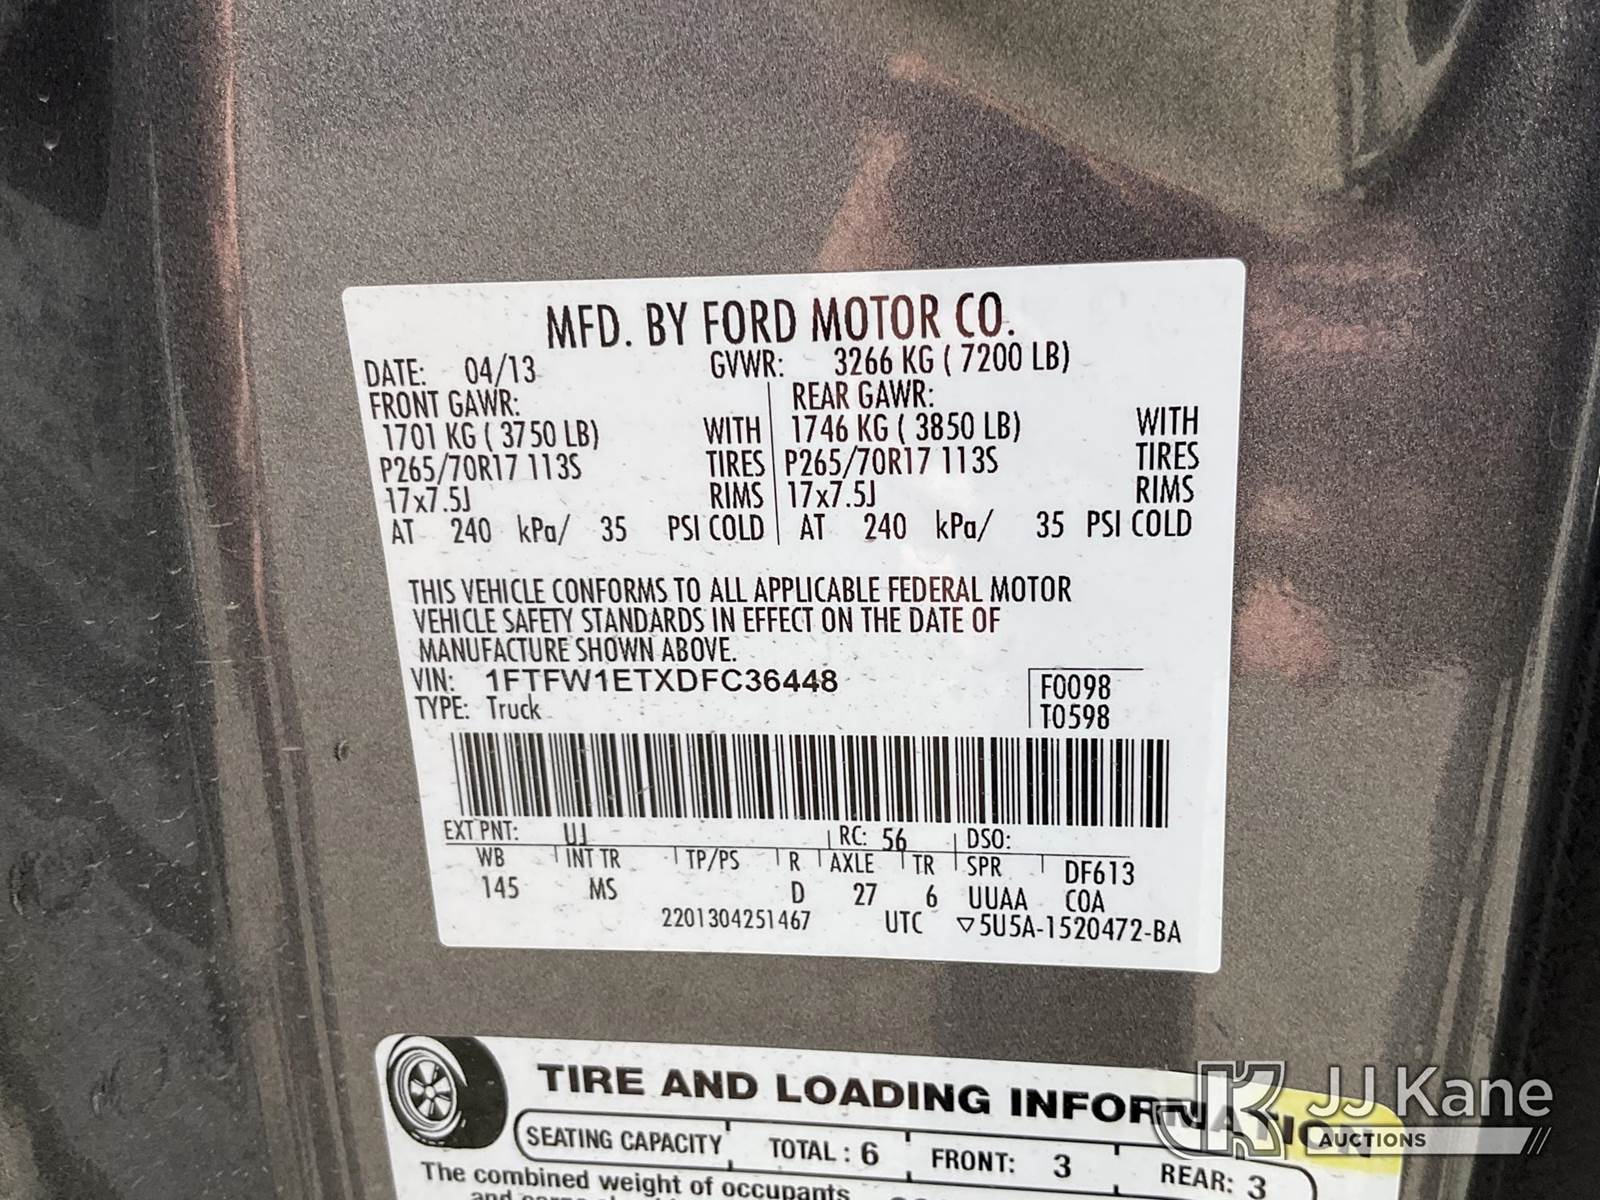 MFD. BY FORD MOTOR CO.
DATE: 04/13 GVWR: 3266 KG ( 7200 LB)
FRONT GAWR: REAR GAWR:
1701 KG ( 3750 LB) WITH 1746 KG ( 3850 LB) WITH
P265/70R17 113S TIRES P265/70R17 113S TIRES
17x7.5J RIMS 17x7.5J RIMS
AT 240 kPa/ 35 PSI COLD AT 240 kPa/ 35 PSI COLD
THIS VEHICLE CONFORMS TO ALL APPLICABLE FEDERAL MOTOR
VEHICLE SAFETY STANDARDS IN EFFECT ON THE DATE OF
MANUFACTURE SHOWN ABOVE.
VIN: 1FTFW1ETXDFC36448 F0098
TYPE: Truck T0598
EXT PNT: UJ RC: 56 DSO:
WB INT TR TP/PS R AXLE TR SPR DF613
145 MS D 27 6 UUAA COA
2201304251467 UTC ▽5U5A-1520472-BA
TIRE AND LOADING INFORMATION
SEATING CAPACITY TOTAL : 6 FRONT: 3 REAR: 3
The combined weight of occupants
JJ Kane
AUCTIONS